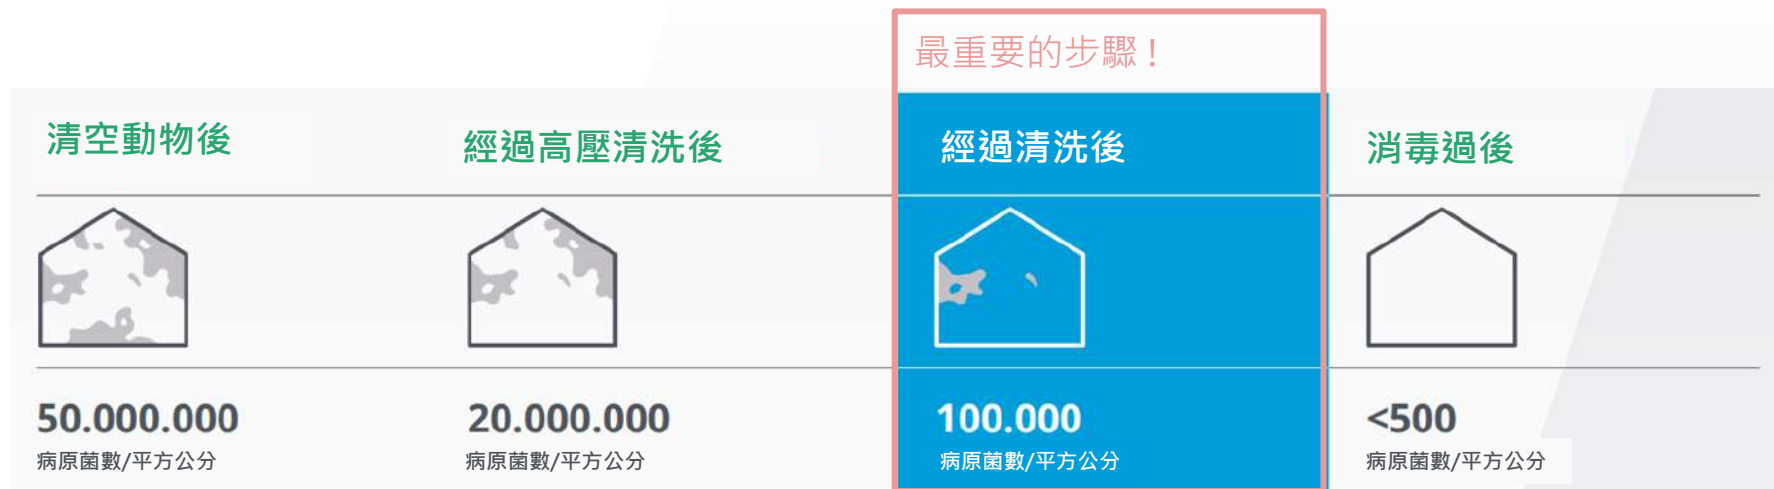 最重要的步驟！
清空動物後
經過高壓清洗後
經過清洗後
消毒過後
50.000.000
病原菌數/平方公分
20.000.000
病原菌數/平方公分
100.000
病原菌數/平方公分
<500
病原菌數/平方公分